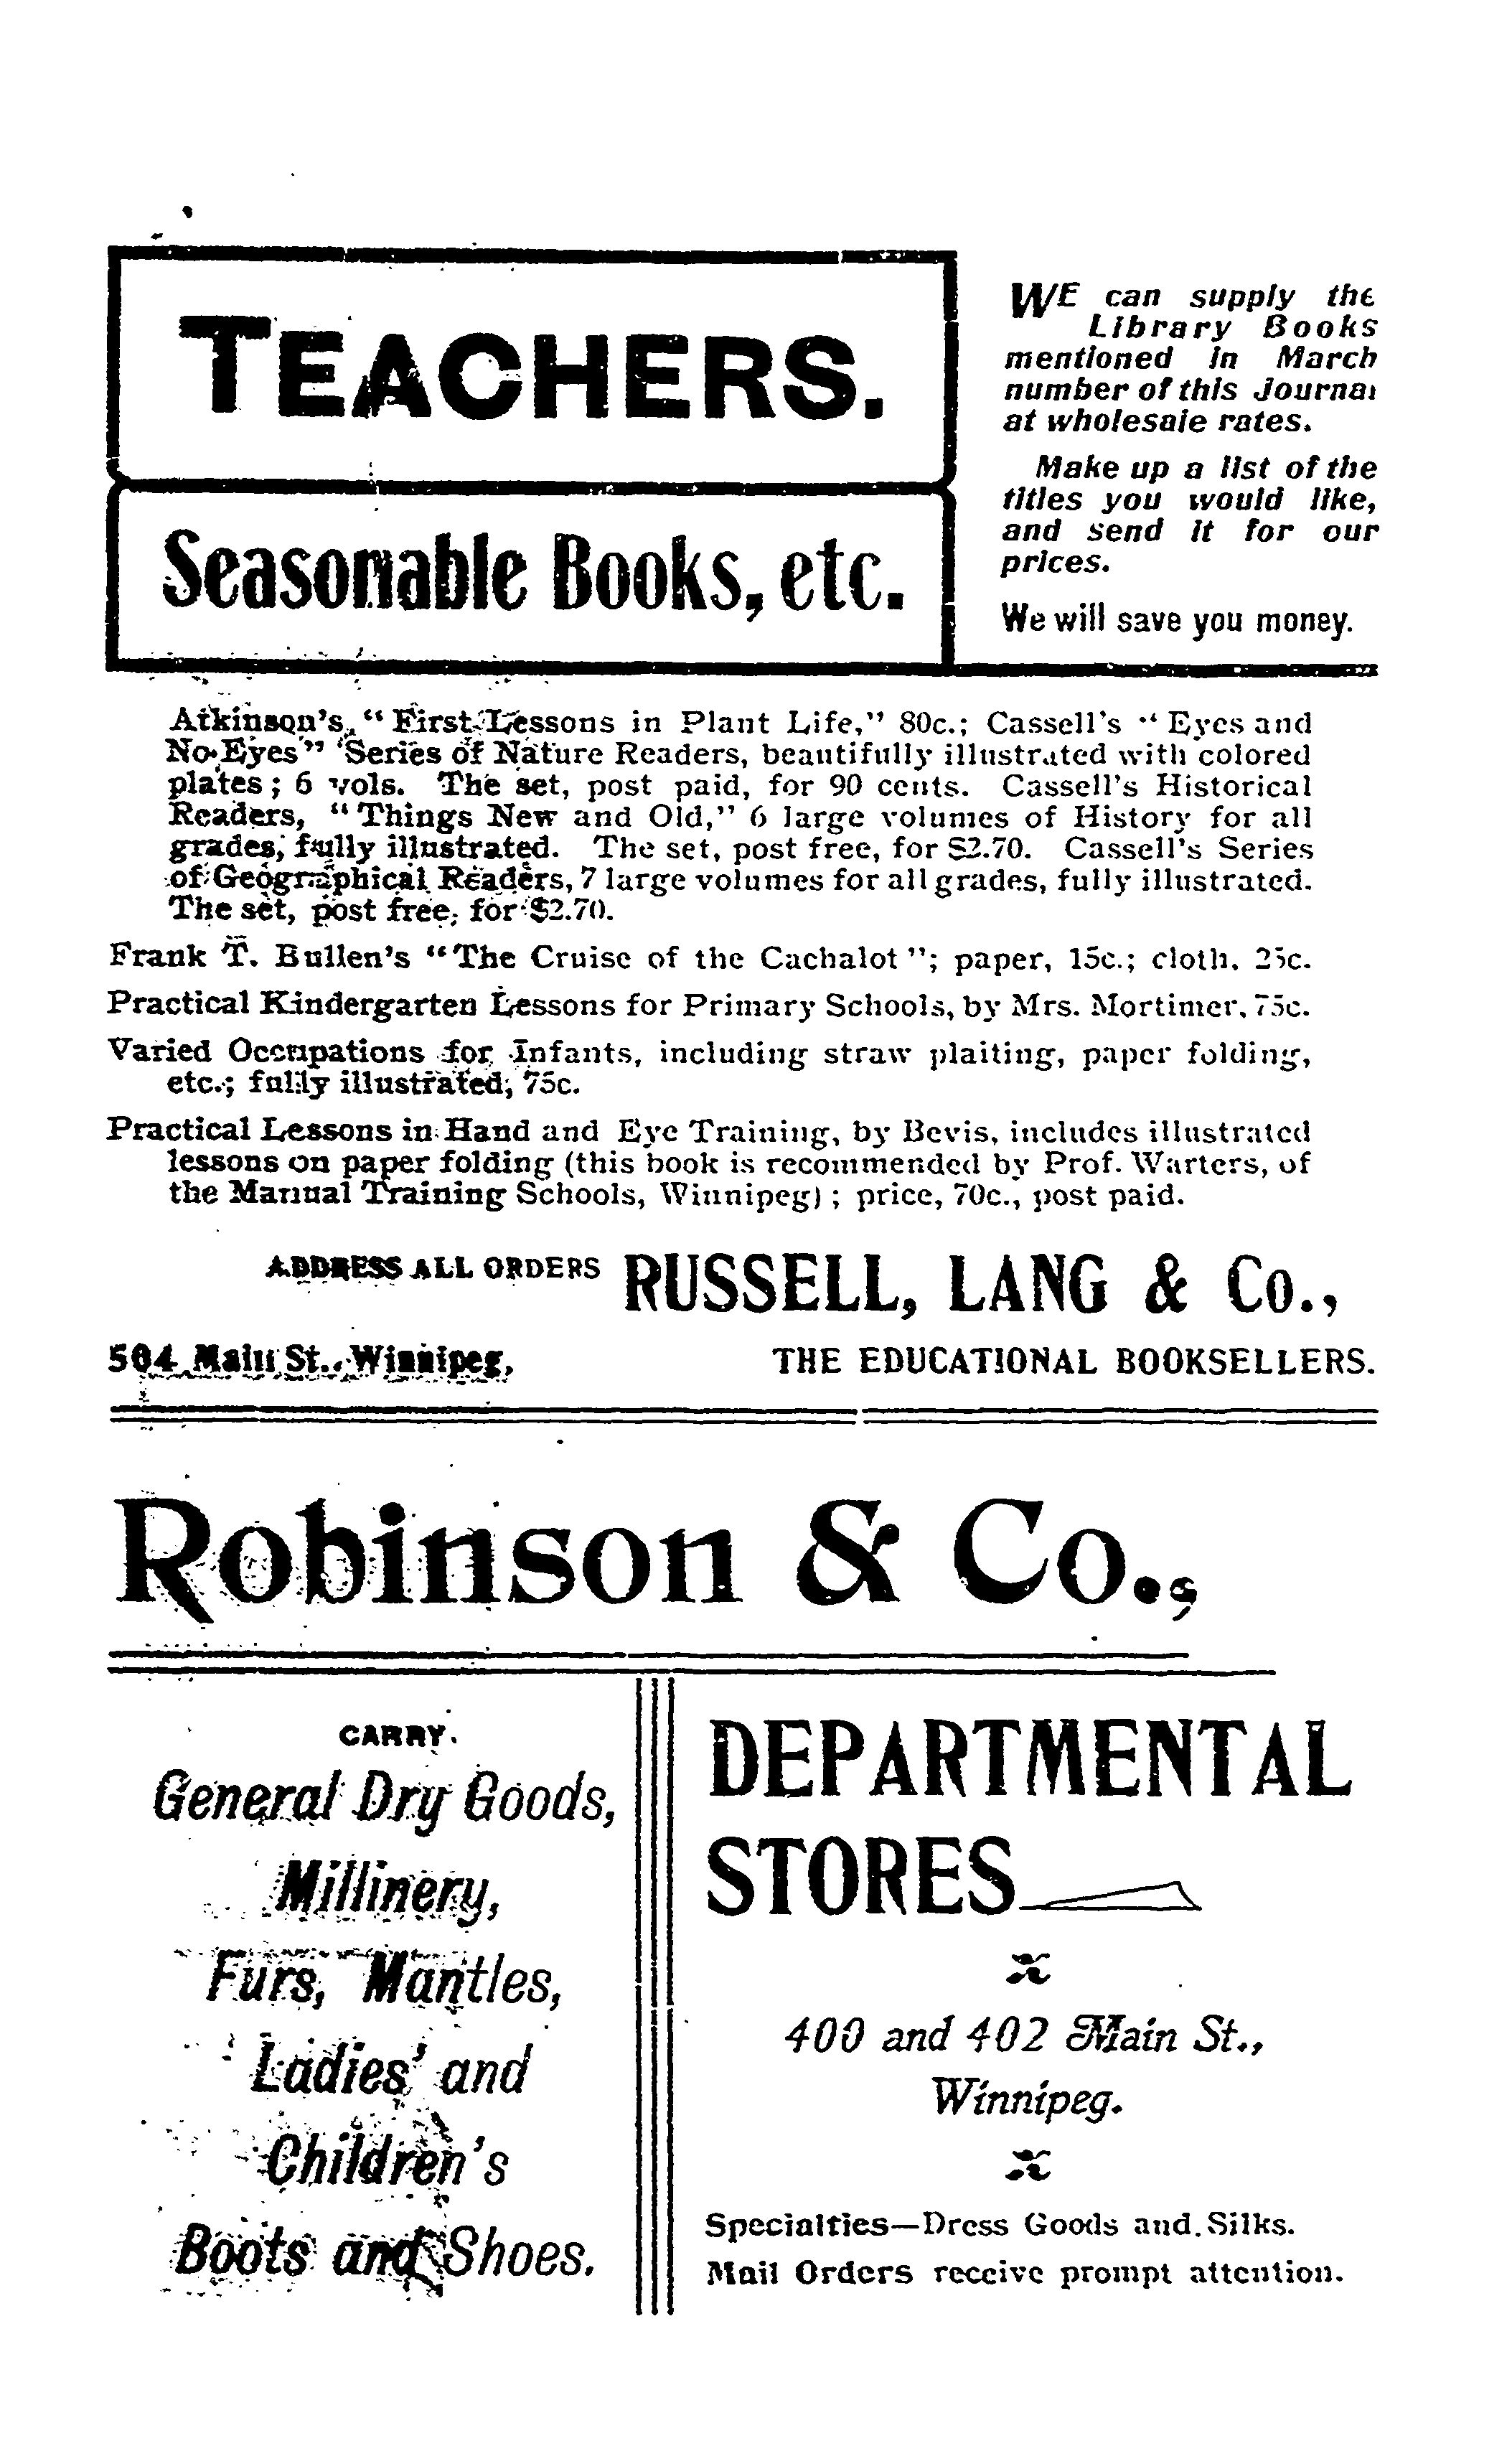 TEACHERS.
Seasonable Books, etc.
WE can supply the
Library Books
mentioned in March
number of this Journal
at wholesale rates.
Make up a list of the
titles you would like,
and send it for our
prices.
We will save you money.
Atkinson's, "First Lessons in Plant Life," 80c.; Cassell's "Eyes and
No Eyes" Series of Nature Readers, beautifully illustrated with colored
plates; 6 vols. The set, post paid, for 90 cents. Cassell's Historical
Readers, "Things New and Old," 6 large volumes of History for all
grades, fully illustrated. The set, post free, for $2.70. Cassell's Series
of Geographical Readers, 7 large volumes for all grades, fully illustrated.
The set, post free, for $2.70.
Frank T. Bullen's "The Cruise of the Cachalot"; paper, 15c.; cloth, 25c.
Practical Kindergarten Lessons for Primary Schools, by Mrs. Mortimer, 75c.
Varied Occupations for Infants, including straw plaiting, paper folding,
etc.; fully illustrated, 75c.
Practical Lessons in Hand and Eye Training, by Bevis, includes illustrated
lessons on paper folding (this book is recommended by Prof. Warters, of
the Manual Training Schools, Winnipeg); price, 70c., post paid.
ADDRESS ALL ORDERS RUSSELL, LANG & Co.,
504 Main St., Winnipeg, THE EDUCATIONAL BOOKSELLERS.
Robinson & Co.,
CARRY
General Dry Goods,
Millinery,
Furs, Mantles,
Ladies' and
Children's
Boots and Shoes.
DEPARTMENTAL
STORES
400 and 402 Main St.,
Winnipeg.
Specialties—Dress Goods and Silks.
Mail Orders receive prompt attention.